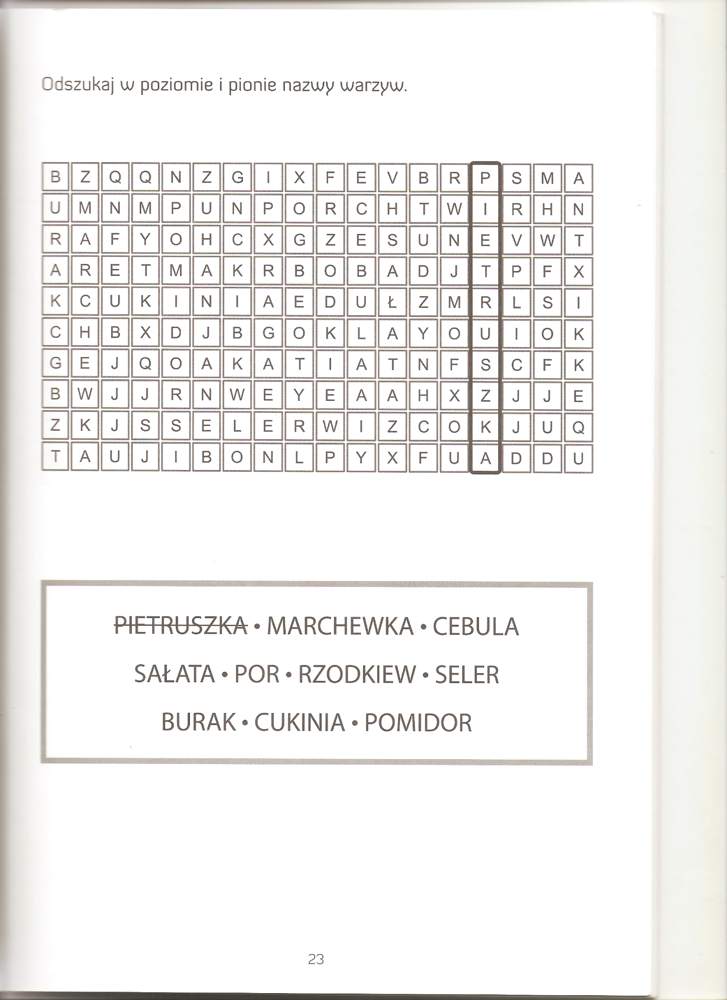 Odszukaj w poziomie i pionie nazwy warzyw.
B Z Q Q N Z G I X F E V B R P S M A
U M N M P U N P O R C H T W I R H N
R A F Y O H C X G Z E S U N E V W T
A R E T M A K R B O B A D J T P F X
K C U K I N I A E D U Ł Z M R L S I
C H B X D J B G O K L A Y O U I O K
G E J Q O A K A T I A T N F S C F K
B W J J R N W E Y E A A H X Z J J E
Z K J S S E L E R W I Z C O K J U Q
T A U J I B O N L P Y X F U A D D U
PIETRUSZKA • MARCHEWKA • CEBULA
SAŁATA • POR • RZODKIEW • SELER
BURAK • CUKINIA • POMIDOR
23